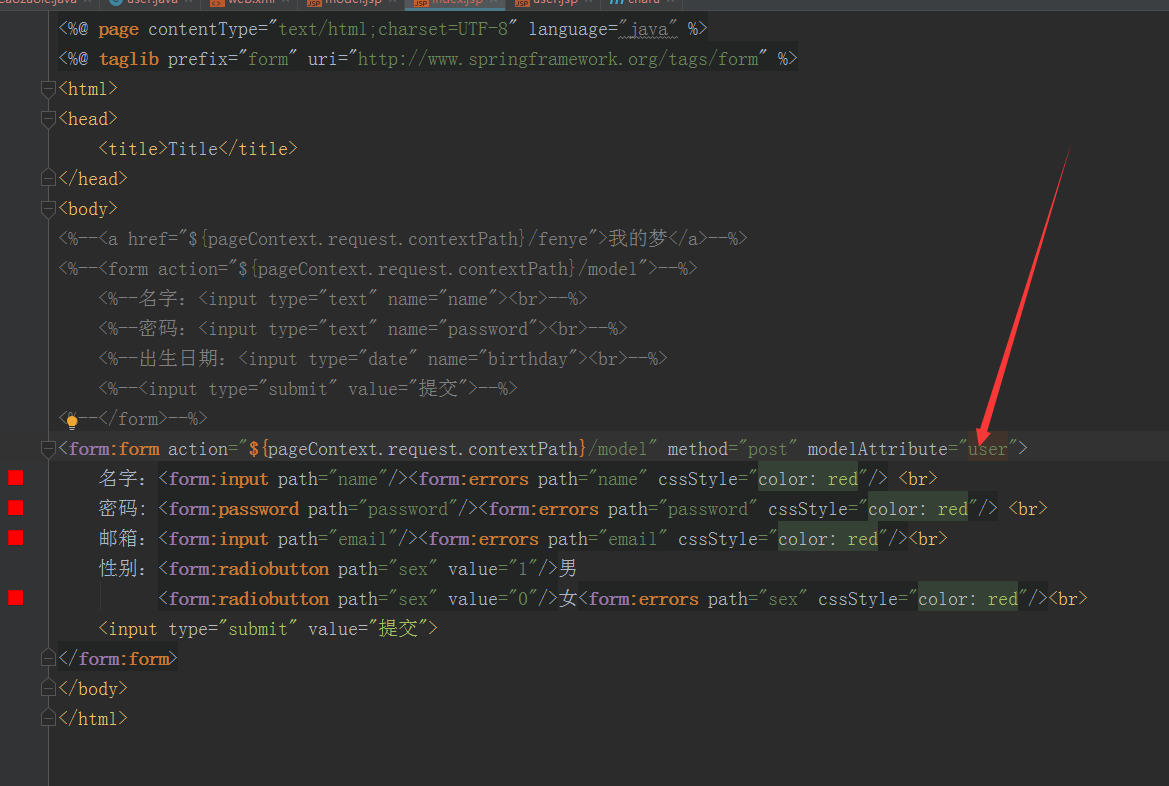 user.java web.xml model.jsp index.jsp user.jsp
<%@ page contentType="text/html;charset=UTF-8" language="java" %>
<%@ taglib prefix="form" uri="http://www.springframework.org/tags/form" %>
<html>
<head>
    <title>Title</title>
</head>
<body>
<%--<a href="${pageContext.request.contextPath}/fenye">我的梦</a>--%>
<%--<form action="${pageContext.request.contextPath}/model">--%>
    <%--名字：<input type="text" name="name"><br>--%>
    <%--密码：<input type="text" name="password"><br>--%>
    <%--出生日期：<input type="date" name="birthday"><br>--%>
    <%--<input type="submit" value="提交">--%>
<%--</form>--%>
<form:form action="${pageContext.request.contextPath}/model" method="post" modelAttribute="user">
    名字：<form:input path="name"/><form:errors path="name" cssStyle="color: red"/> <br>
    密码：<form:password path="password"/><form:errors path="password" cssStyle="color: red"/> <br>
    邮箱：<form:input path="email"/><form:errors path="email" cssStyle="color: red"/><br>
    性别：<form:radiobutton path="sex" value="1"/>男
          <form:radiobutton path="sex" value="0"/>女<form:errors path="sex" cssStyle="color: red"/><br>
    <input type="submit" value="提交">
</form:form>
</body>
</html>